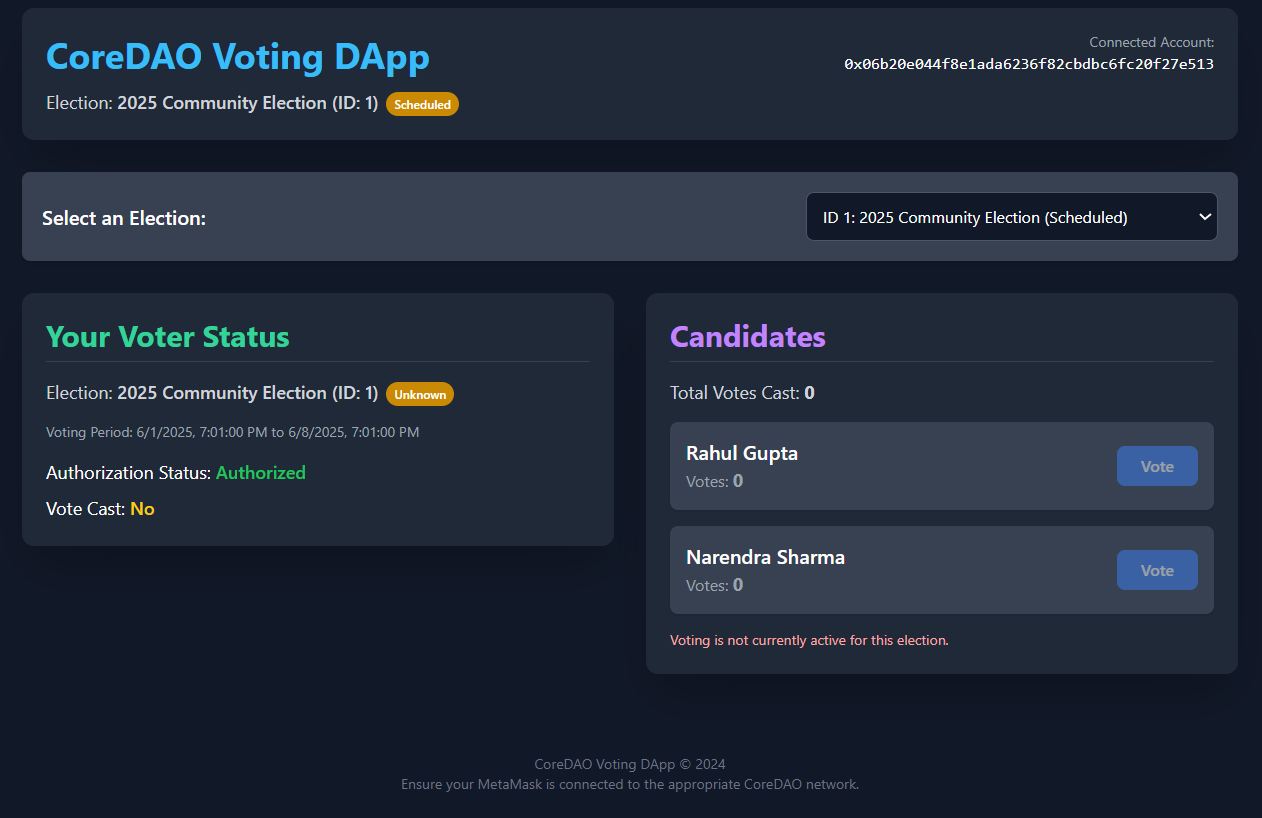 CoreDAO Voting DApp
Connected Account:
0x06b20e044f8e1ada6236f82cbdbc6fc20f27e513
Election: 2025 Community Election (ID: 1) Scheduled
Select an Election:
ID 1: 2025 Community Election (Scheduled)
Your Voter Status
Election: 2025 Community Election (ID: 1) Unknown
Voting Period: 6/1/2025, 7:01:00 PM to 6/8/2025, 7:01:00 PM
Authorization Status: Authorized
Vote Cast: No
Candidates
Total Votes Cast: 0
Rahul Gupta
Votes: 0
Vote
Narendra Sharma
Votes: 0
Vote
Voting is not currently active for this election.
CoreDAO Voting DApp © 2024
Ensure your MetaMask is connected to the appropriate CoreDAO network.